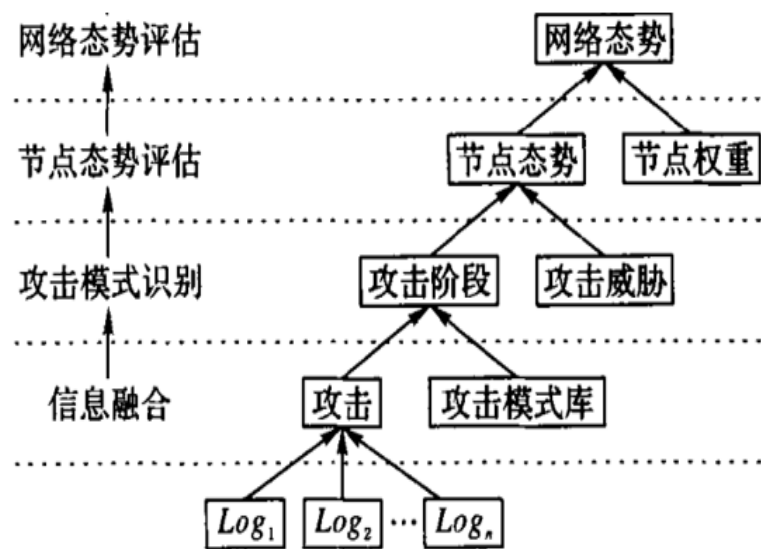 网络态势评估 网络态势
节点态势评估 节点态势 节点权重
攻击模式识别 攻击阶段 攻击威胁
信息融合 攻击 攻击模式库
Log₁ Log₂ ··· Logₙ